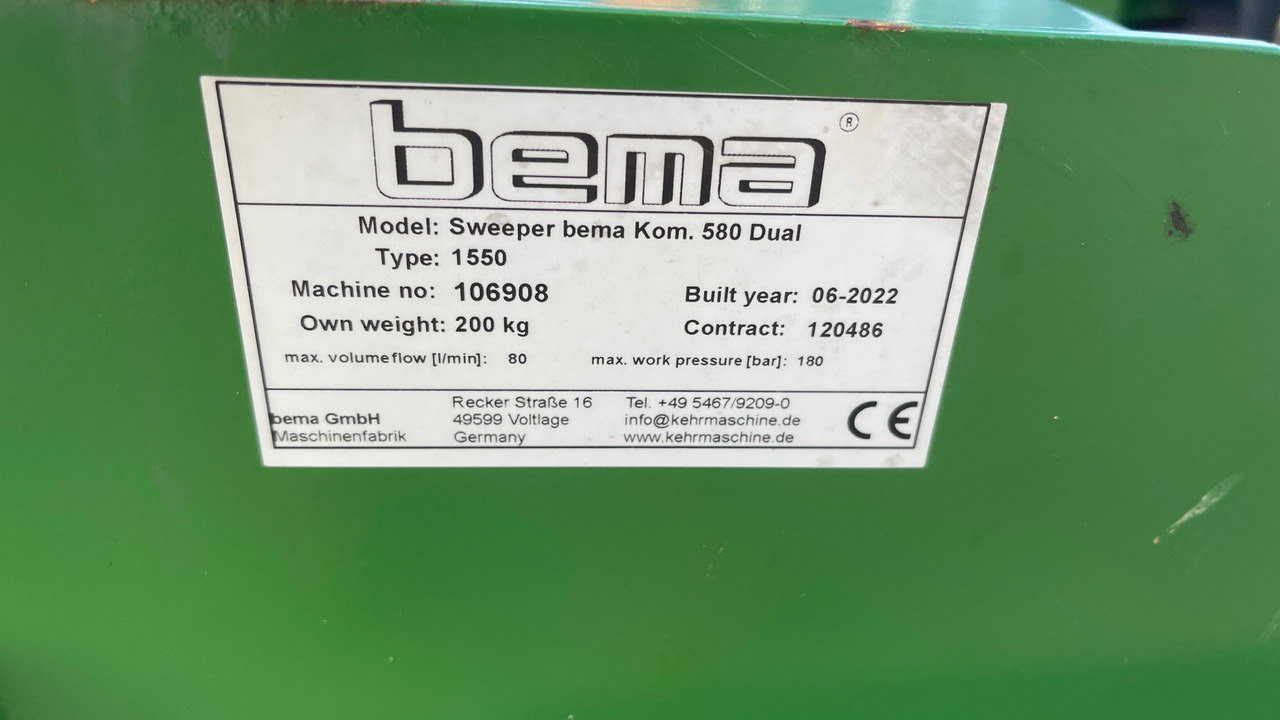 bema ®
Model: Sweeper bema Kom. 580 Dual
Type: 1550
Machine no: 106908 Built year: 06-2022
Own weight: 200 kg Contract: 120486
max. volumeflow [l/min]: 80 max. work pressure [bar]: 180
Recker Straße 16 Tel. +49 5467/9209-0
bema GmbH 49599 Voltlage info@kehrmaschine.de
Maschinenfabrik Germany www.kehrmaschine.de
CE